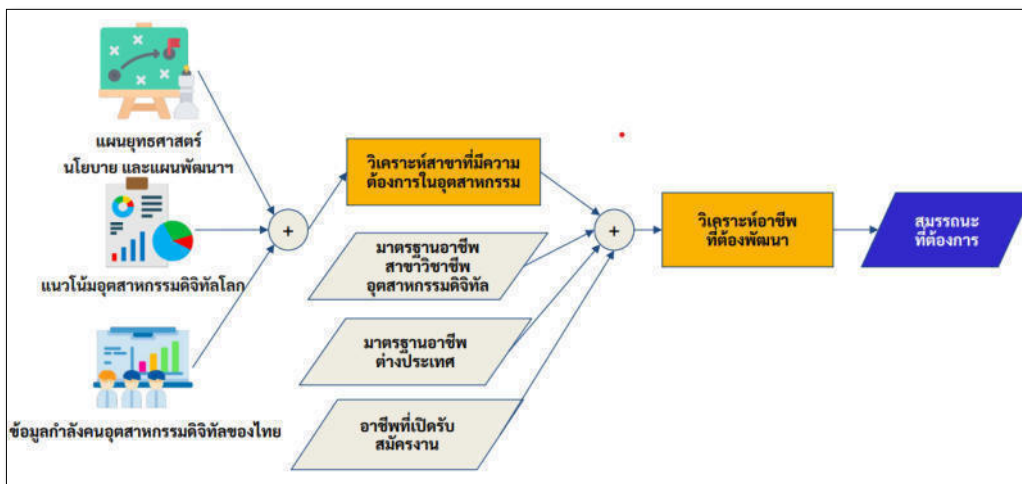 แผนยุทธศาสตร์
นโยบาย และแผนพัฒนาฯ
แนวโน้มอุตสาหกรรมดิจิทัลโลก
ข้อมูลกำลังคนอุตสาหกรรมดิจิทัลของไทย
+
วิเคราะห์สาขาที่มีความ
ต้องการในอุตสาหกรรม
มาตรฐานอาชีพ
สาขาวิชาชีพ
อุตสาหกรรมดิจิทัล
มาตรฐานอาชีพ
ต่างประเทศ
อาชีพที่เปิดรับ
สมัครงาน
+
วิเคราะห์อาชีพ
ที่ต้องพัฒนา
สมรรถนะ
ที่ต้องการ